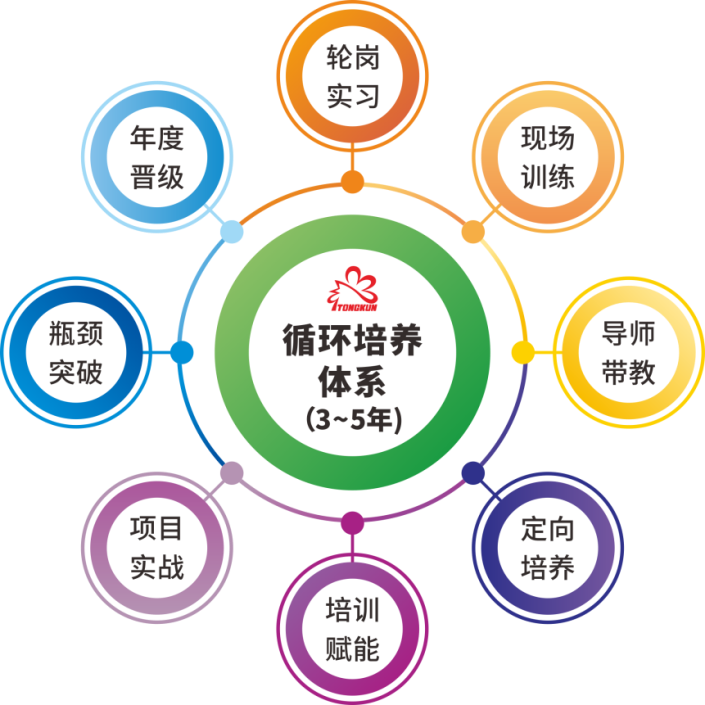 轮岗
实习
现场
训练
导师
带教
定向
培养
培训
赋能
项目
实战
瓶颈
突破
年度
晋级
TONGKUN
循环培养
体系
(3~5年)